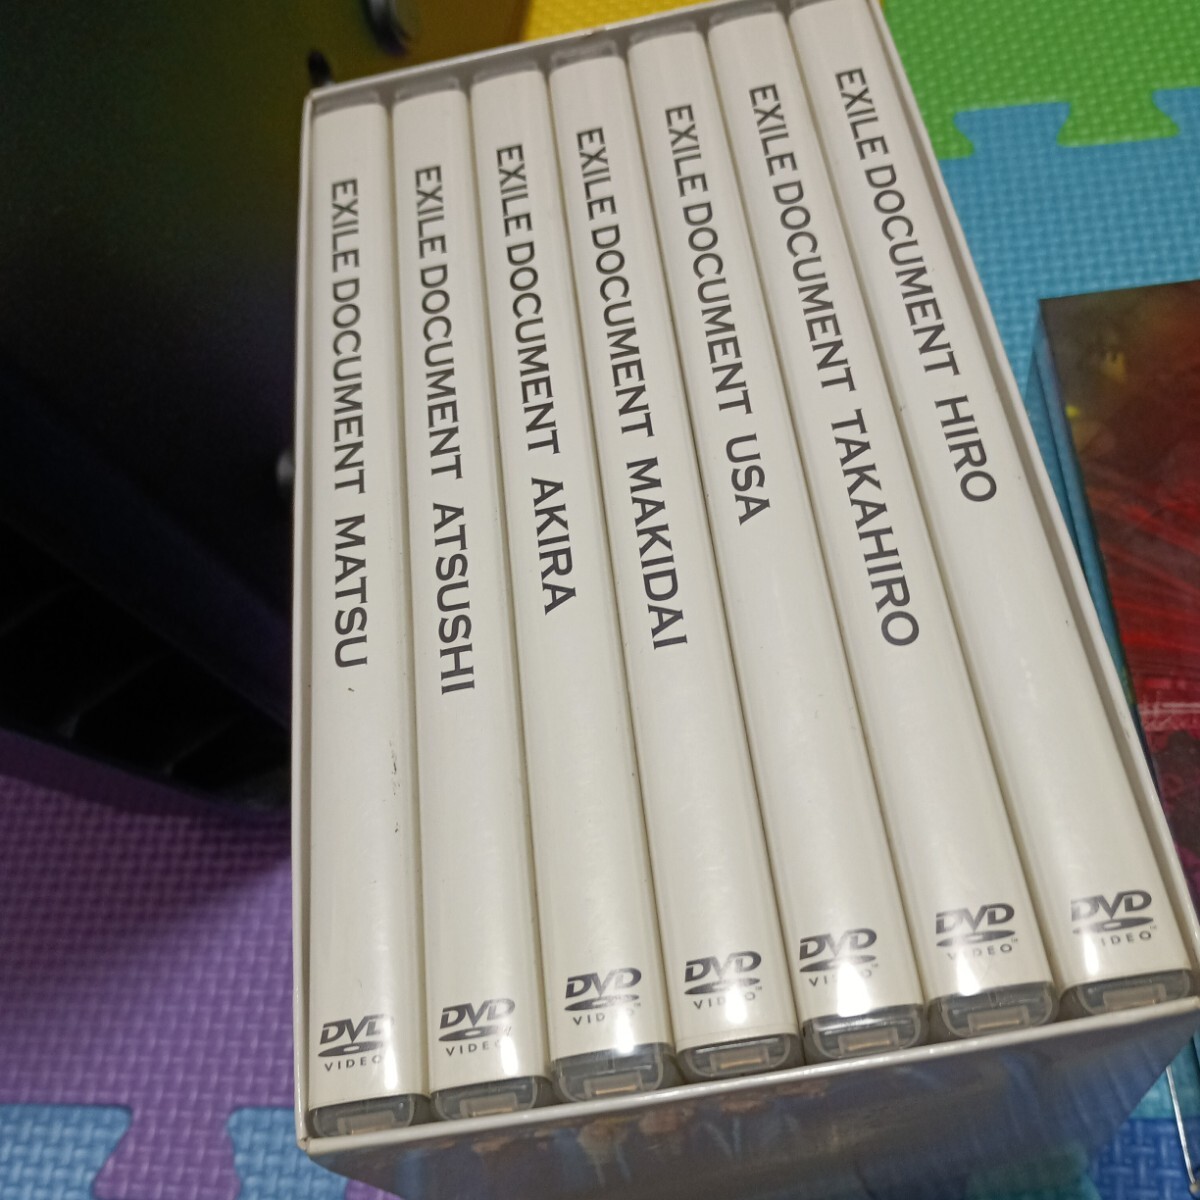 EXILE DOCUMENT MATSU
DVD
VIDEO
EXILE DOCUMENT ATSUSHI
DVD
VIDEO
EXILE DOCUMENT AKIRA
DVD
VIDEO
EXILE DOCUMENT MAKIDAI
DVD
VIDEO
EXILE DOCUMENT USA
DVD
VIDEO
EXILE DOCUMENT TAKAHIRO
DVD
VIDEO
EXILE DOCUMENT HIRO
DVD
VIDEO